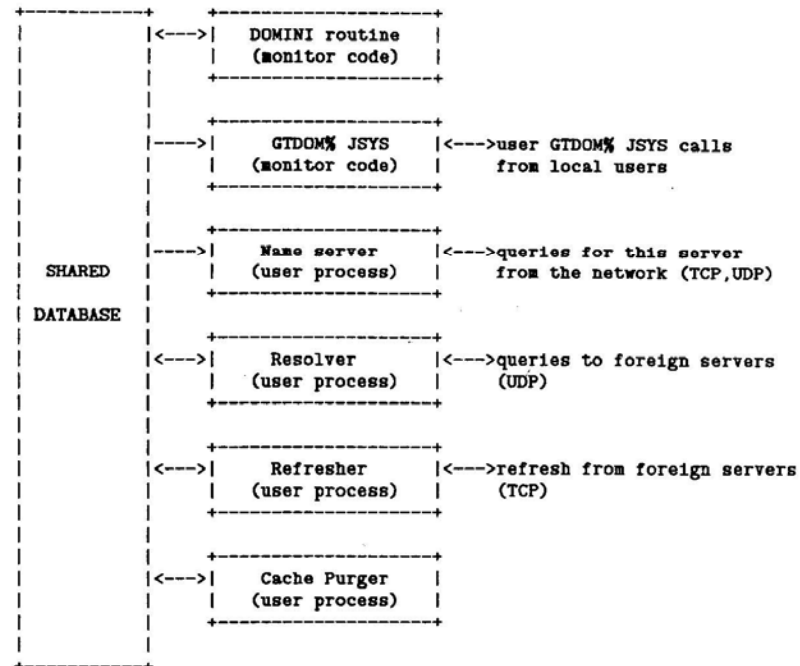 DOMINI routine
(monitor code)
GTDOM% JSYS
(monitor code)
<--->user GTDOM% JSYS calls
from local users
Name server
(user process)
<--->queries for this server
from the network (TCP,UDP)
SHARED
DATABASE
Resolver
(user process)
<--->queries to foreign servers
(UDP)
Refresher
(user process)
<--->refresh from foreign servers
(TCP)
Cache Purger
(user process)